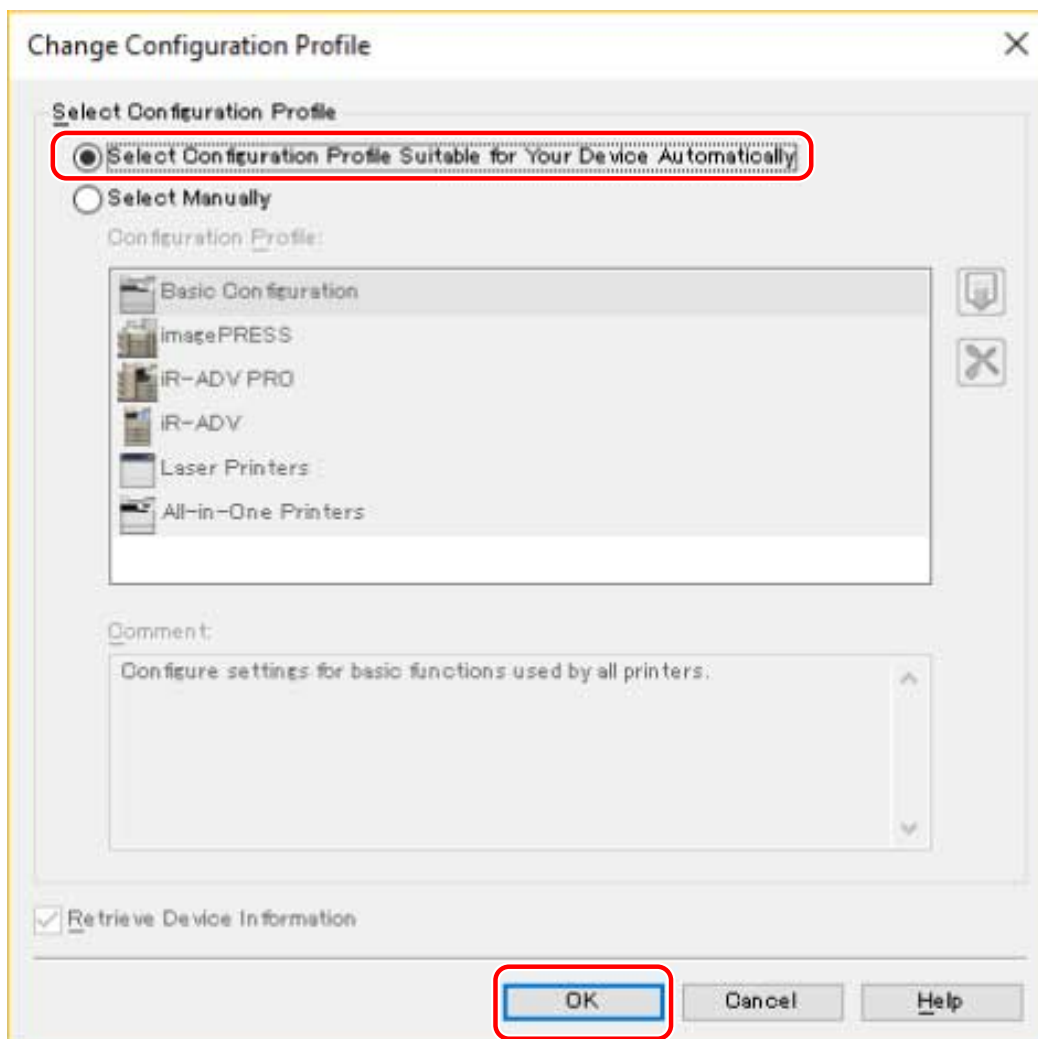 Change Configuration Profile
Select Configuration Profile
Select Configuration Profile Suitable for Your Device Automatically
Select Manually
Configuration Profile:
Basic Configuration
imagePRESS
iR-ADV PRO
iR-ADV
Laser Printers
All-in-One Printers
Comment:
Configure settings for basic functions used by all printers.
Retrieve Device Information
OK
Cancel
Help